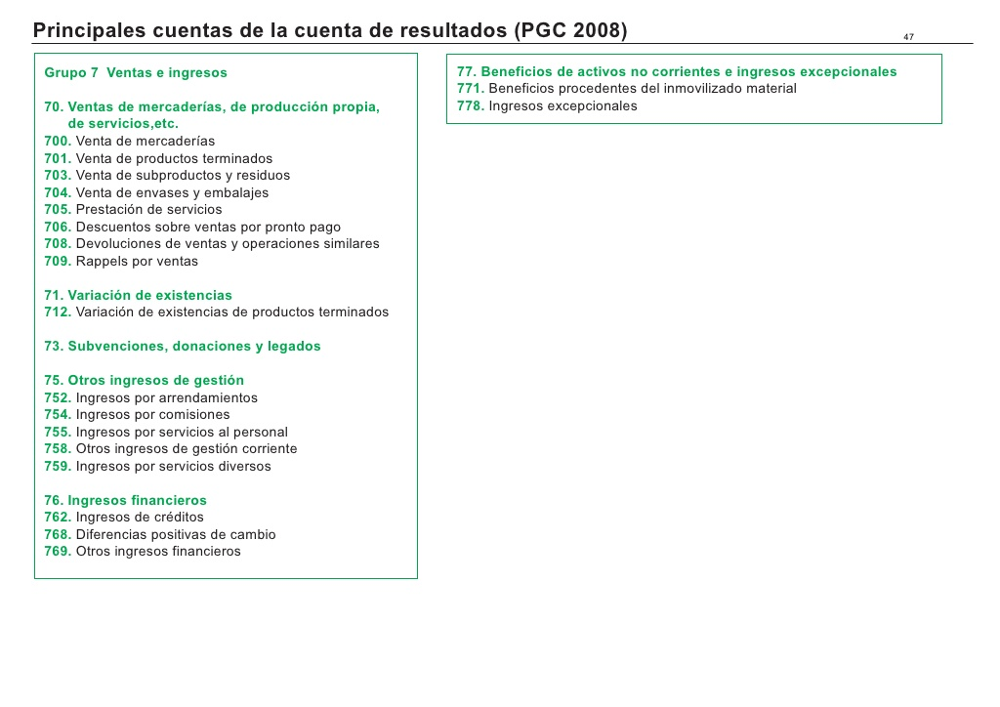 Principales cuentas de la cuenta de resultados (PGC 2008)
47
Grupo 7  Ventas e ingresos
70. Ventas de mercaderías, de producción propia,
de servicios,etc.
700. Venta de mercaderías
701. Venta de productos terminados
703. Venta de subproductos y residuos
704. Venta de envases y embalajes
705. Prestación de servicios
706. Descuentos sobre ventas por pronto pago
708. Devoluciones de ventas y operaciones similares
709. Rappels por ventas
71. Variación de existencias
712. Variación de existencias de productos terminados
73. Subvenciones, donaciones y legados
75. Otros ingresos de gestión
752. Ingresos por arrendamientos
754. Ingresos por comisiones
755. Ingresos por servicios al personal
758. Otros ingresos de gestión corriente
759. Ingresos por servicios diversos
76. Ingresos financieros
762. Ingresos de créditos
768. Diferencias positivas de cambio
769. Otros ingresos financieros
77. Beneficios de activos no corrientes e ingresos excepcionales
771. Beneficios procedentes del inmovilizado material
778. Ingresos excepcionales